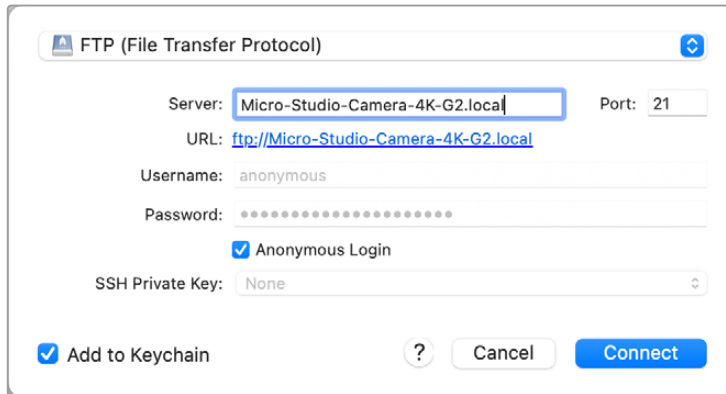 FTP (File Transfer Protocol)
Server: Micro-Studio-Camera-4K-G2.local Port: 21
URL: ftp://Micro-Studio-Camera-4K-G2.local
Username: anonymous
Password: ●●●●●●●●●●●●●●●●●●●●●
Anonymous Login
SSH Private Key: None
Add to Keychain ? Cancel Connect